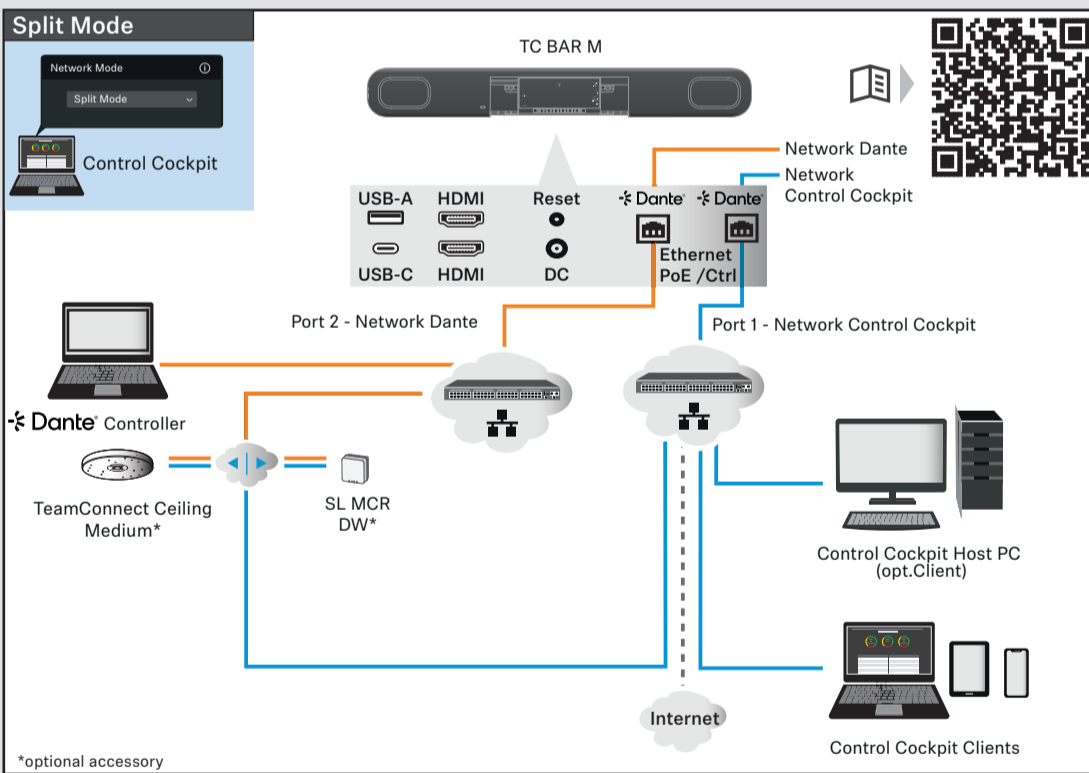 Split Mode
Network Mode
Split Mode
Control Cockpit
TC BAR M
Network Dante
Network
Control Cockpit
USB-A HDMI Reset Dante® Dante®
Ethernet
PoE /Ctrl
USB-C HDMI DC
Port 2 - Network Dante
Port 1 - Network Control Cockpit
Dante® Controller
TeamConnect Ceiling
Medium*
SL MCR
DW*
Control Cockpit Host PC
(opt.Client)
Internet
Control Cockpit Clients
*optional accessory